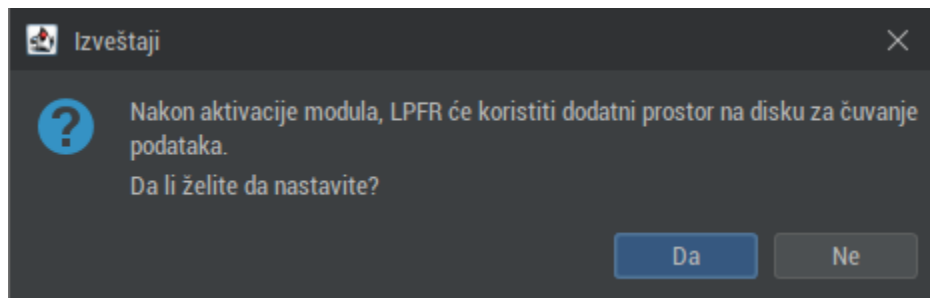 Izveštaji
Nakon aktivacije modula, LPFR će koristiti dodatni prostor na disku za čuvanje
podataka.
Da li želite da nastavite?
Da
Ne